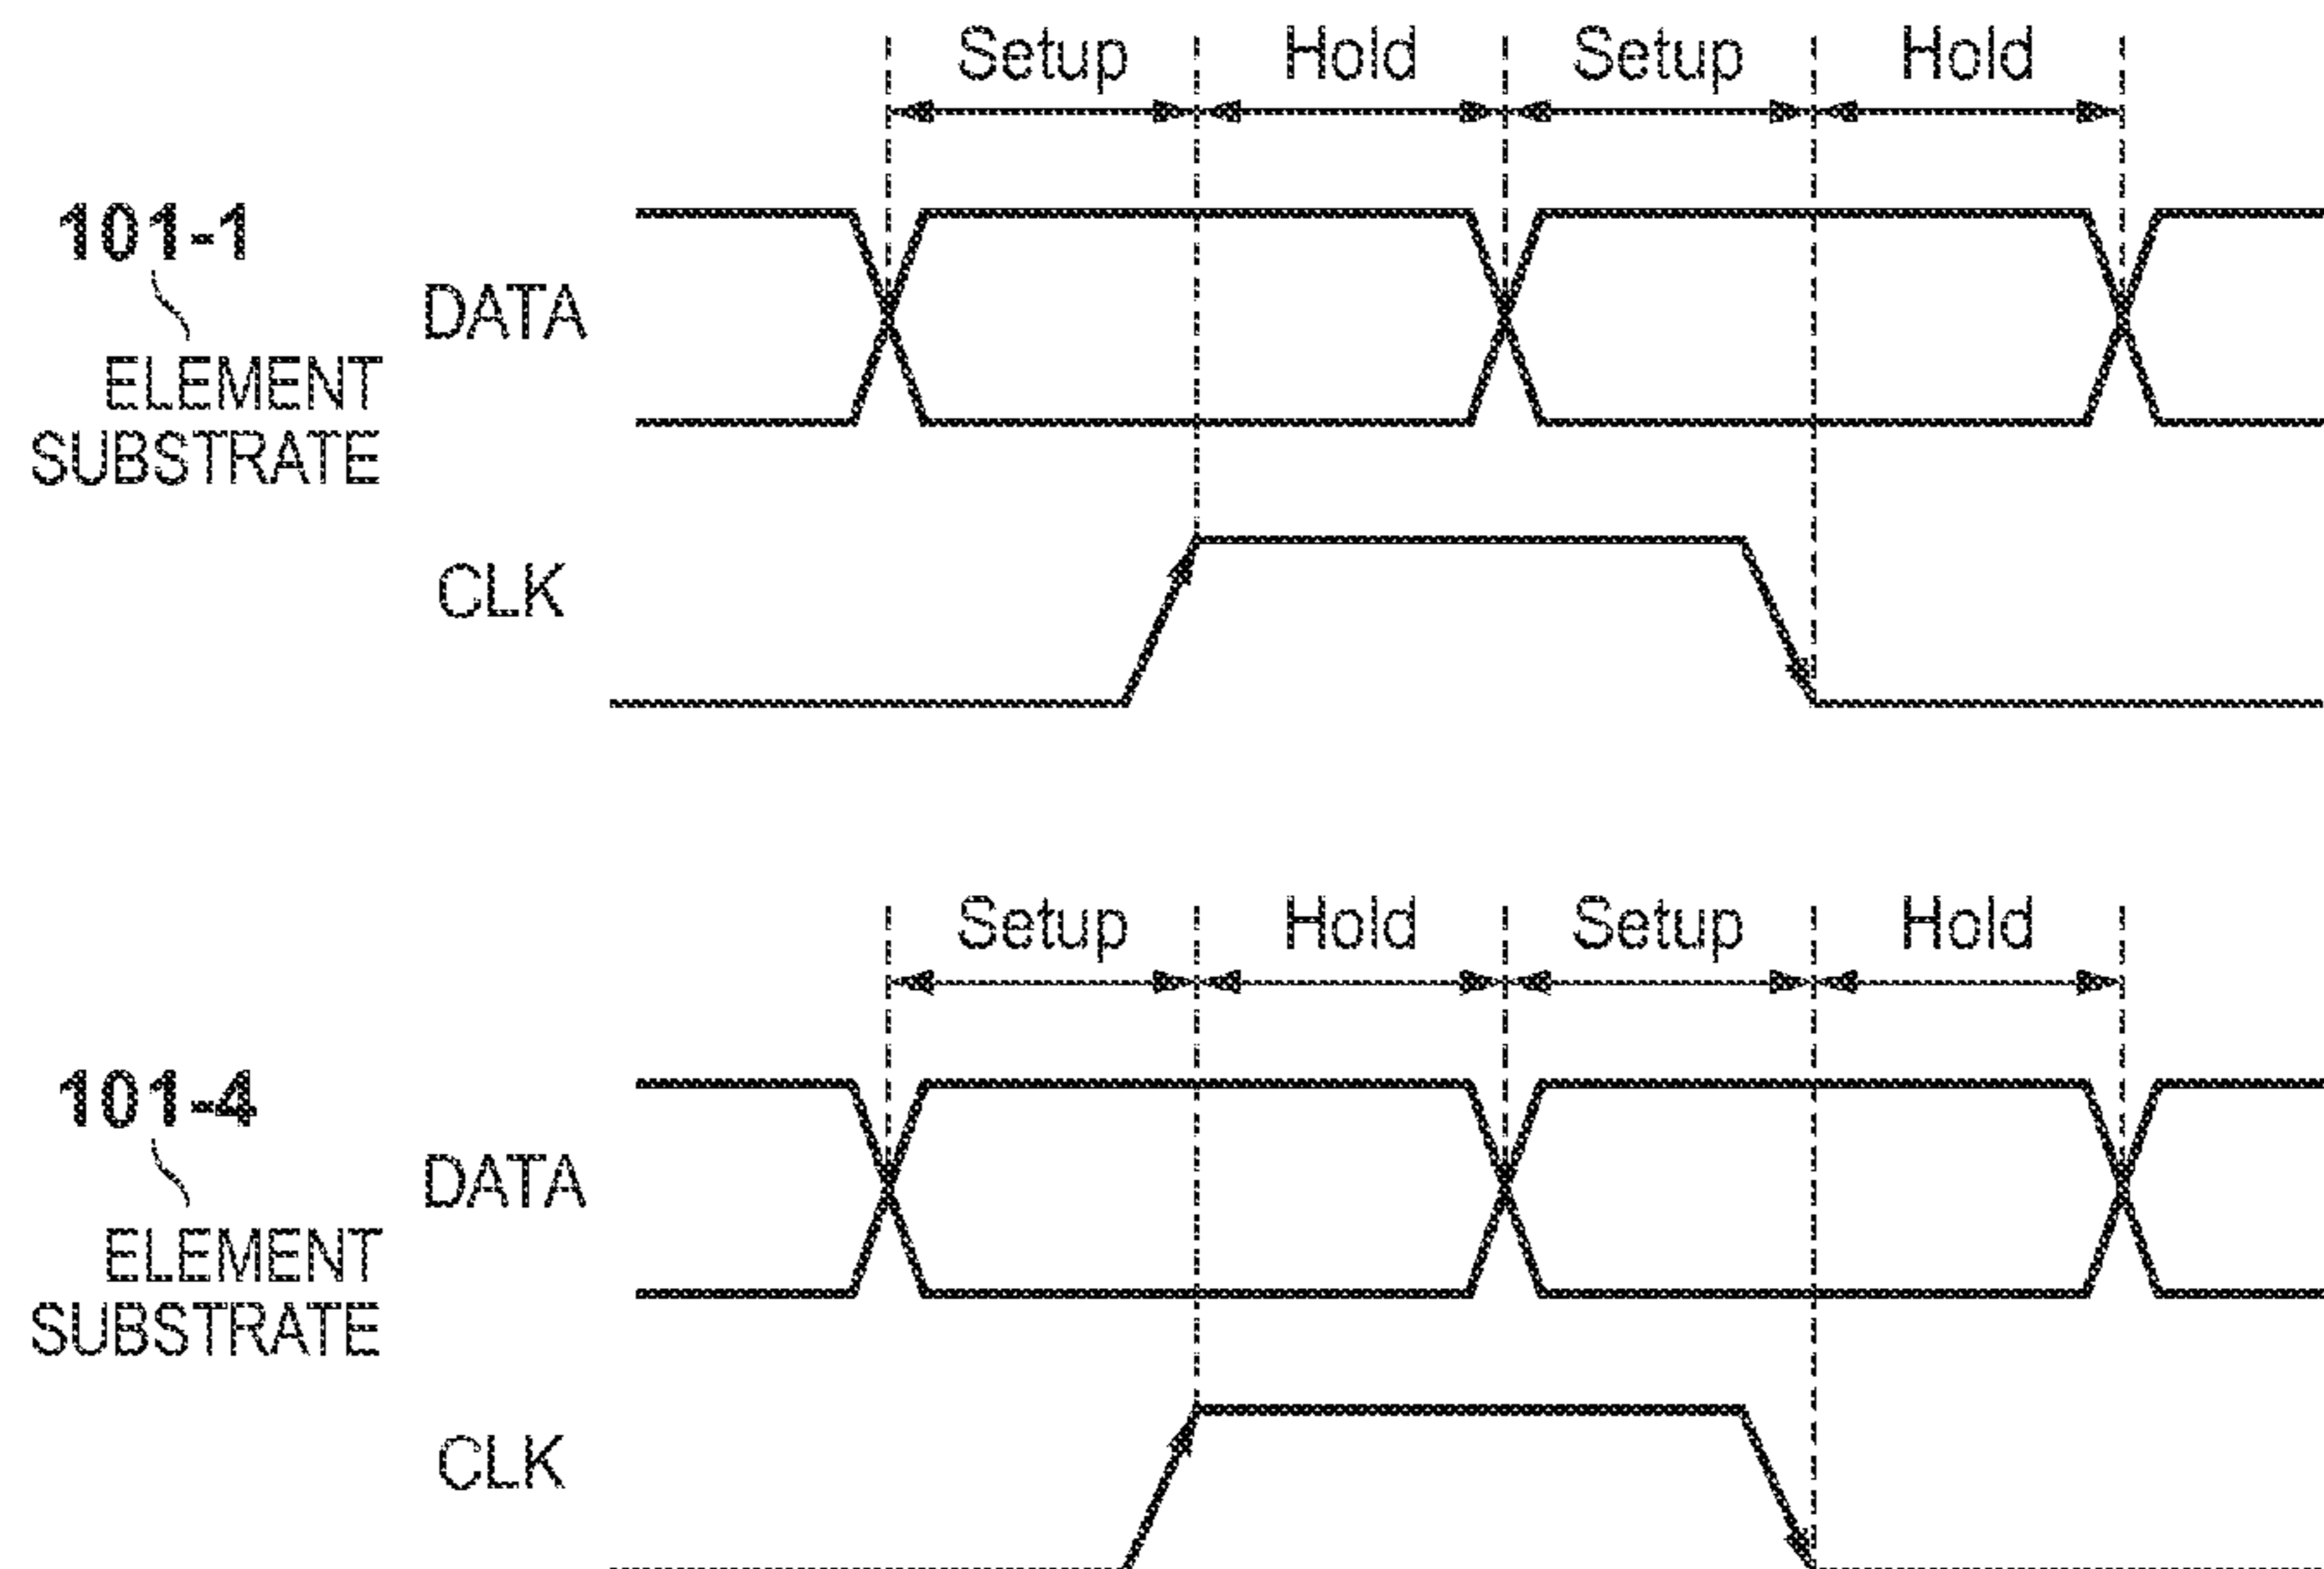 Setup Hold Setup Hold
101-1
DATA
ELEMENT
SUBSTRATE
CLK
Setup Hold Setup Hold
101-4
DATA
ELEMENT
SUBSTRATE
CLK